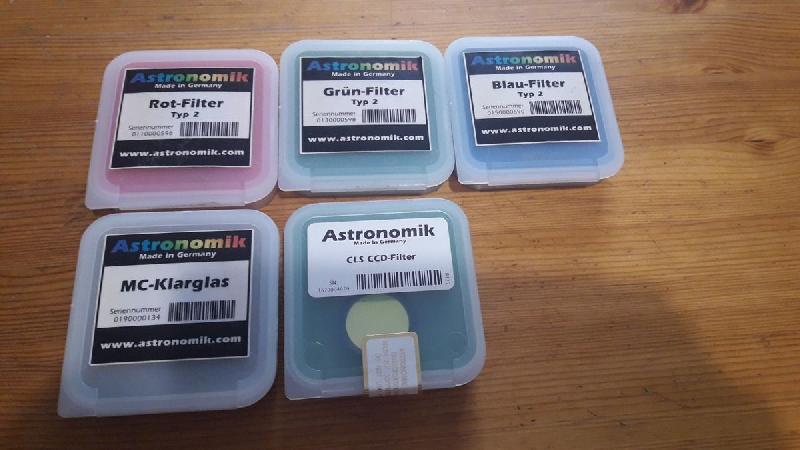 Astronomik
Made in Germany
Rot-Filter
Typ 2
Seriennummer
www.astronomik.com
Astronomik
Made in Germany
Grün-Filter
Typ 2
Seriennummer
www.astronomik.com
Astronomik
Made in Germany
Blau-Filter
Typ 2
Seriennummer
www.astronomik.com
Astronomik
Made in Germany
MC-Klarglas
Seriennummer
0190000134
www.astronomik.com
Astronomik
Made in Germany
CLS CCD-Filter
SN